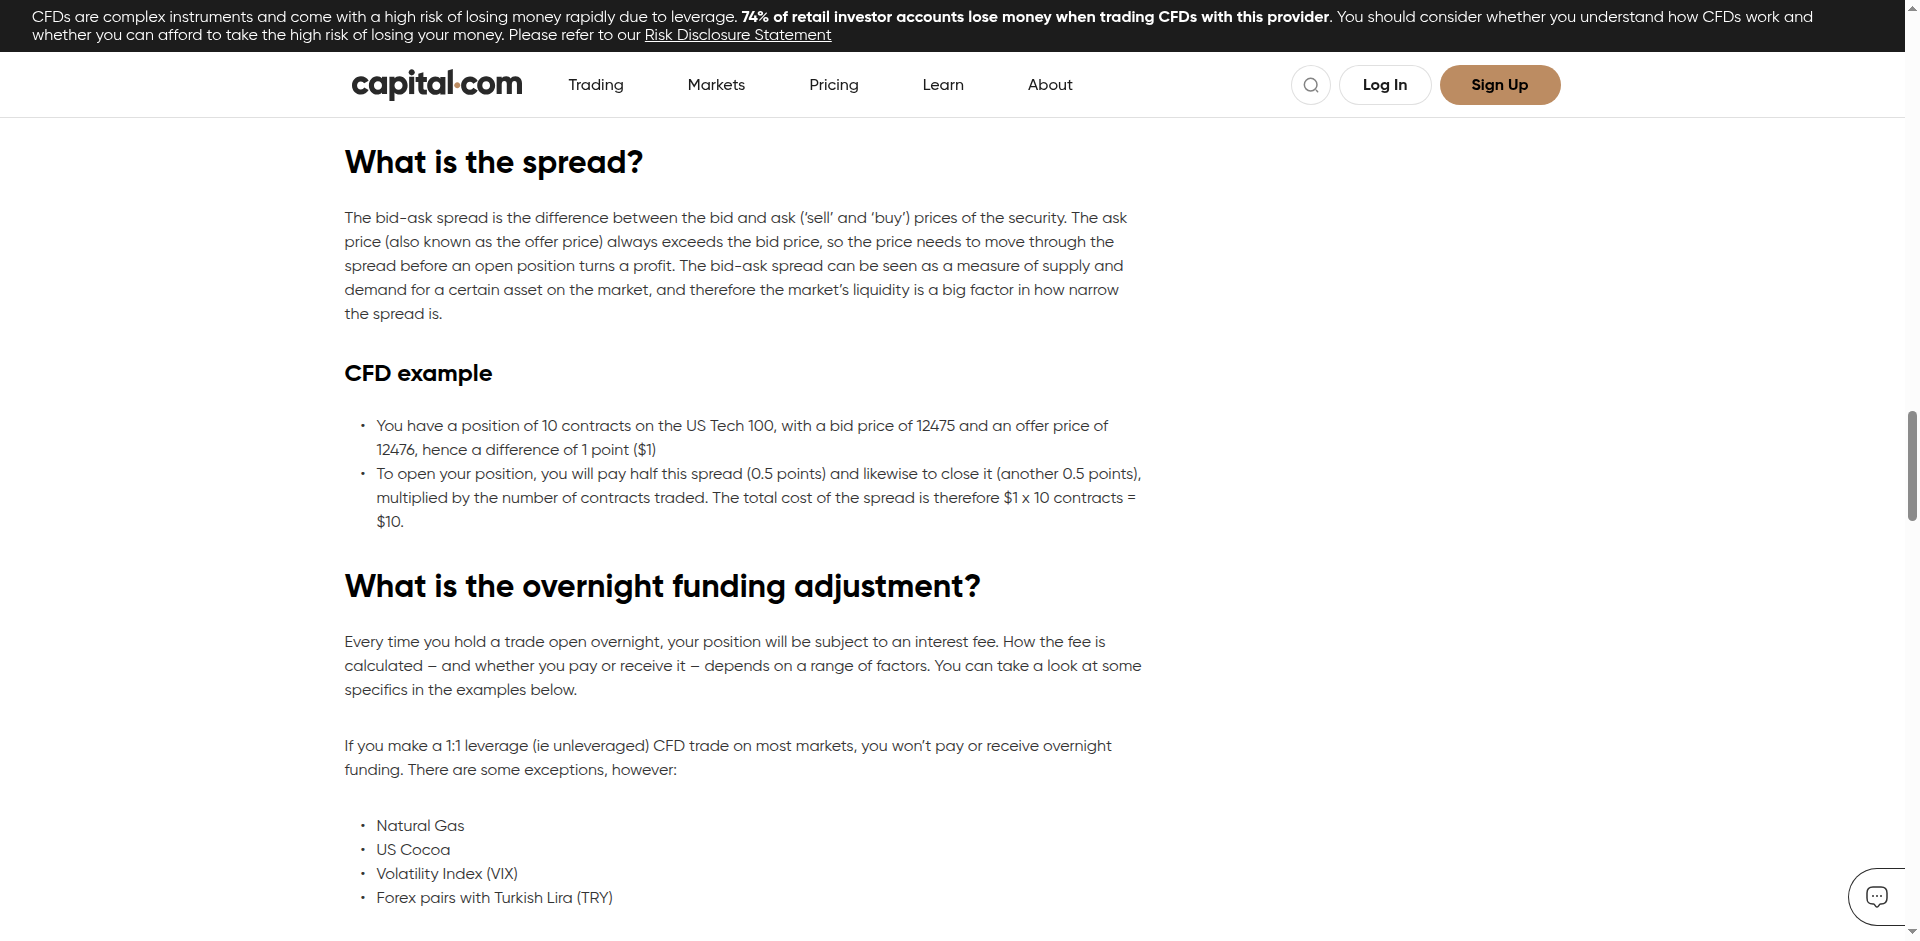 CFDs are complex instruments and come with a high risk of losing money rapidly due to leverage. 74% of retail investor accounts lose money when trading CFDs with this provider. You should consider whether you understand how CFDs work and
whether you can afford to take the high risk of losing your money. Please refer to our Risk Disclosure Statement
capital.com Trading Markets Pricing Learn About Log In Sign Up
What is the spread?
The bid-ask spread is the difference between the bid and ask (‘sell’ and ‘buy’) prices of the security. The ask
price (also known as the offer price) always exceeds the bid price, so the price needs to move through the
spread before an open position turns a profit. The bid-ask spread can be seen as a measure of supply and
demand for a certain asset on the market, and therefore the market’s liquidity is a big factor in how narrow
the spread is.
CFD example
• You have a position of 10 contracts on the US Tech 100, with a bid price of 12475 and an offer price of
12476, hence a difference of 1 point ($1)
• To open your position, you will pay half this spread (0.5 points) and likewise to close it (another 0.5 points),
multiplied by the number of contracts traded. The total cost of the spread is therefore $1 x 10 contracts =
$10.
What is the overnight funding adjustment?
Every time you hold a trade open overnight, your position will be subject to an interest fee. How the fee is
calculated – and whether you pay or receive it – depends on a range of factors. You can take a look at some
specifics in the examples below.
If you make a 1:1 leverage (ie unleveraged) CFD trade on most markets, you won’t pay or receive overnight
funding. There are some exceptions, however:
• Natural Gas
• US Cocoa
• Volatility Index (VIX)
• Forex pairs with Turkish Lira (TRY)